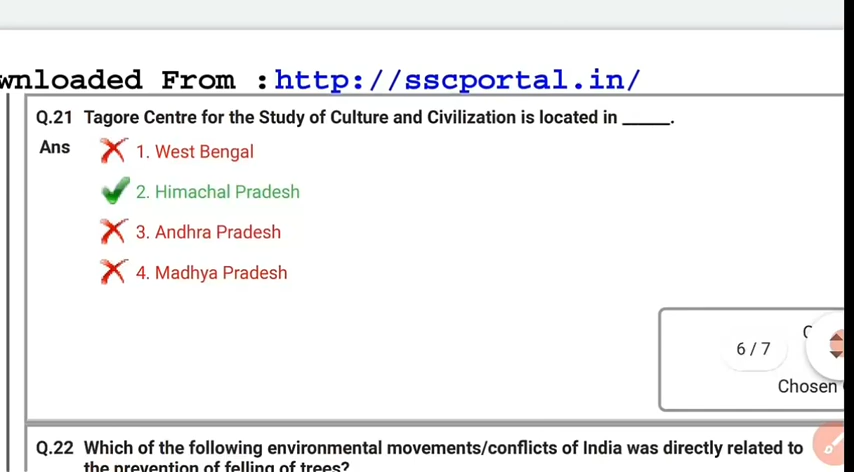 wnloaded From :http://sscportal.in/
Q.21 Tagore Centre for the Study of Culture and Civilization is located in _____.
Ans 1. West Bengal
2. Himachal Pradesh
3. Andhra Pradesh
4. Madhya Pradesh
6 / 7
Chosen
Q.22 Which of the following environmental movements/conflicts of India was directly related to
the prevention of felling of trees?